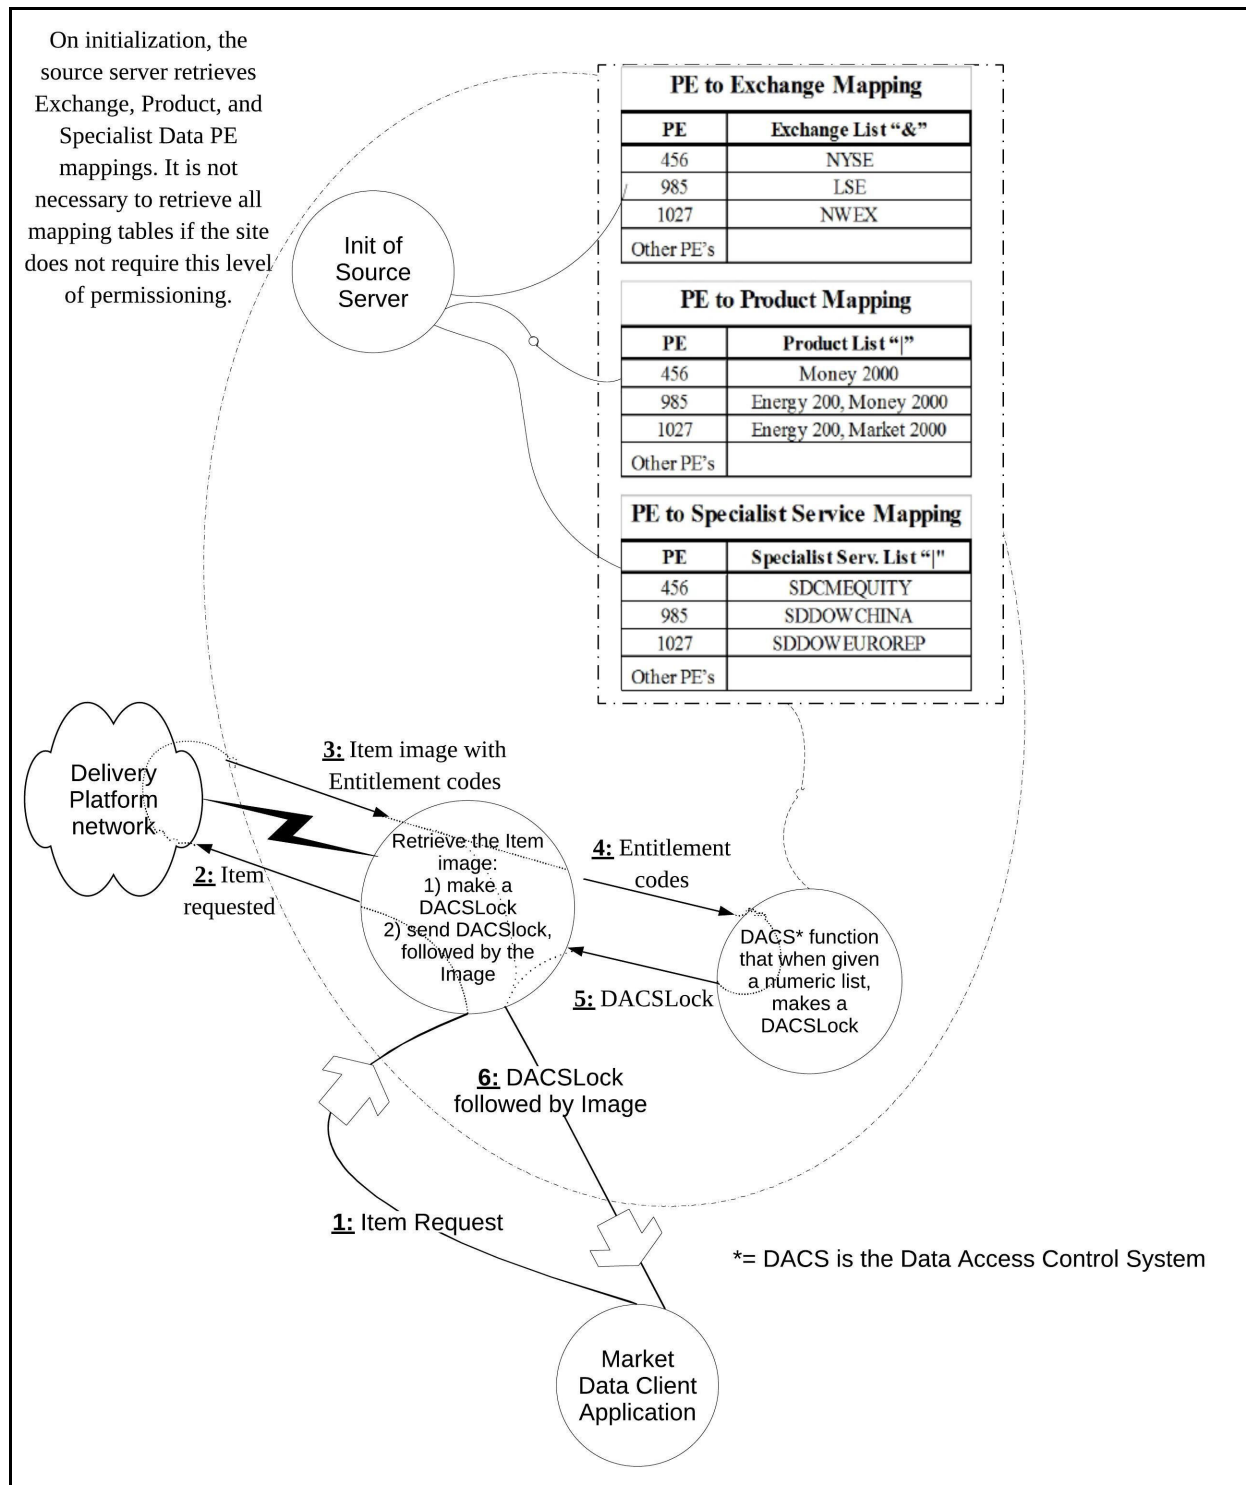 On initialization, the
source server retrieves
Exchange, Product, and
Specialist Data PE
mappings. It is not
necessary to retrieve all
mapping tables if the site
does not require this level
of permissioning.
Init of
Source
Server
PE to Exchange Mapping
PE Exchange List “&”
456 NYSE
985 LSE
1027 NWEX
Other PE's
PE to Product Mapping
PE Product List “|”
456 Money 2000
985 Energy 200, Money 2000
1027 Energy 200, Market 2000
Other PE's
PE to Specialist Service Mapping
PE Specialist Serv. List “|"
456 SDCMEQUITY
985 SDDOWCHINA
1027 SDDOWEUROREP
Other PE's
Delivery
Platform
network
3: Item image with
Entitlement codes
2: Item
requested
Retrieve the Item
image:
1) make a
DACSLock
2) send DACSlock,
followed by the
Image
4: Entitlement
codes
DACS* function
that when given
a numeric list,
makes a
DACSLock
5: DACSLock
6: DACSLock
followed by Image
1: Item Request
*= DACS is the Data Access Control System
Market
Data Client
Application